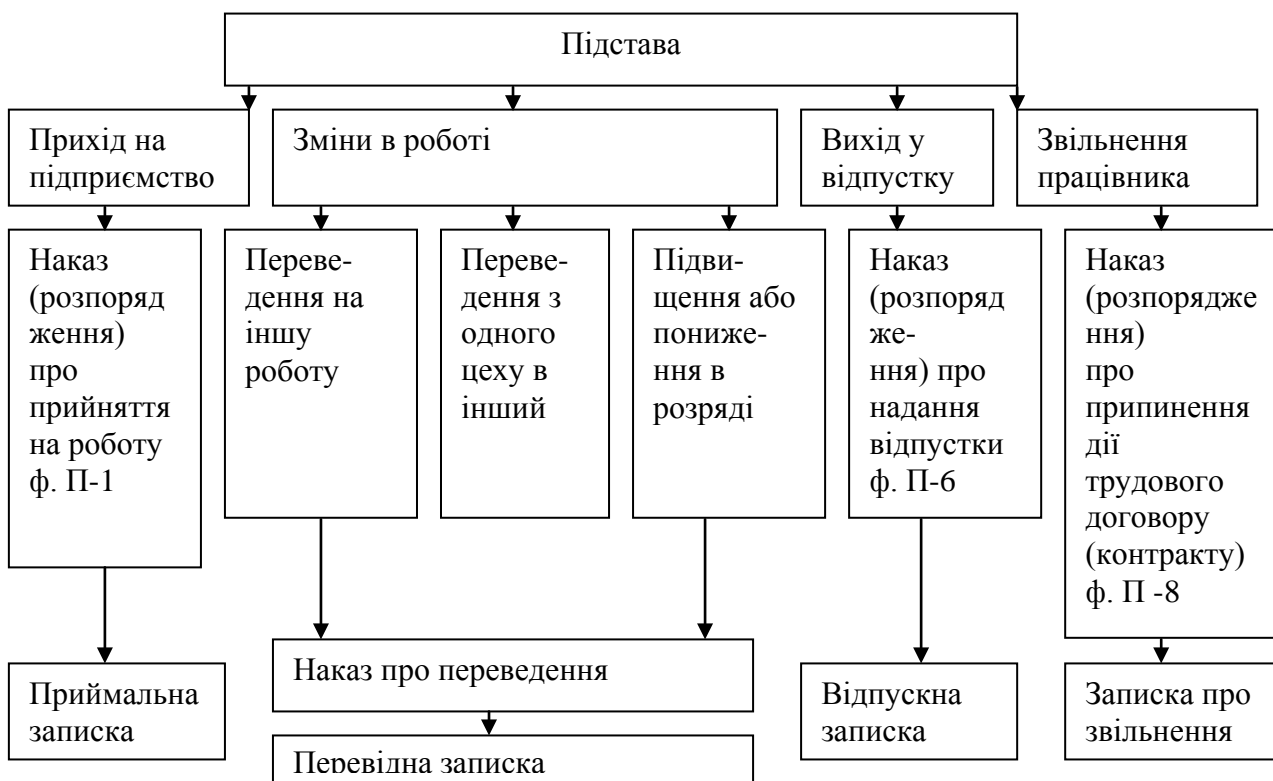 Підстава
Прихід на
підприємство
Зміни в роботі
Вихід у
відпустку
Звільнення
працівника
Наказ
(розпоряд
ження)
про
прийняття
на роботу
ф. П-1
Переве-
дення на
іншу
роботу
Переве-
дення з
одного
цеху в
інший
Підви-
щення або
пониже-
ння в
розряді
Наказ
(розпоряд
же-
ння) про
надання
відпустки
ф. П-6
Наказ
(розпорядже
ння)
про
припинення
дії
трудового
договору
(контракту)
ф. П -8
Наказ про переведення
Приймальна
записка
Відпускна
записка
Записка про
звільнення
Перевідна записка